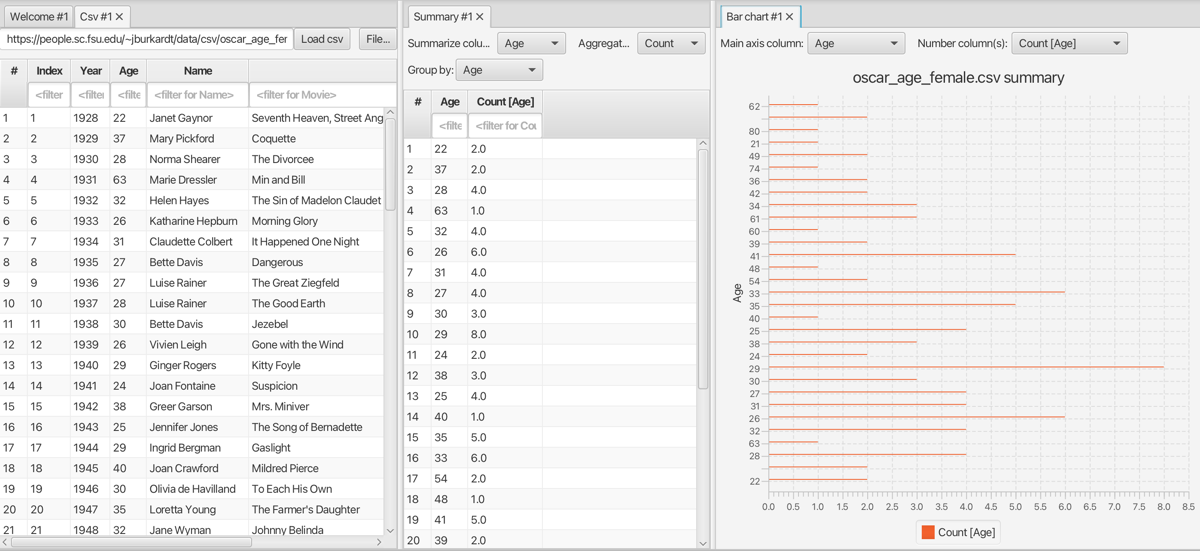 Welcome #1 Csv #1
https://people.sc.fsu.edu/~jburkardt/data/csv/oscar_age_fer Load csv File...
# Index Year Age Name
<filter <filter <filte <filter for Name> <filter for Movie>
1 1 1928 22 Janet Gaynor Seventh Heaven, Street Ang
2 2 1929 37 Mary Pickford Coquette
3 3 1930 28 Norma Shearer The Divorcee
4 4 1931 63 Marie Dressler Min and Bill
5 5 1932 32 Helen Hayes The Sin of Madelon Claudet
6 6 1933 26 Katharine Hepburn Morning Glory
7 7 1934 31 Claudette Colbert It Happened One Night
8 8 1935 27 Bette Davis Dangerous
9 9 1936 27 Luise Rainer The Great Ziegfeld
10 10 1937 28 Luise Rainer The Good Earth
11 11 1938 30 Bette Davis Jezebel
12 12 1939 26 Vivien Leigh Gone with the Wind
13 13 1940 29 Ginger Rogers Kitty Foyle
14 14 1941 24 Joan Fontaine Suspicion
15 15 1942 38 Greer Garson Mrs. Miniver
16 16 1943 25 Jennifer Jones The Song of Bernadette
17 17 1944 29 Ingrid Bergman Gaslight
18 18 1945 40 Joan Crawford Mildred Pierce
19 19 1946 30 Olivia de Havilland To Each His Own
20 20 1947 35 Loretta Young The Farmer's Daughter
21 21 1948 32 Jane Wyman Johnny Belinda
Summary #1
Summarize colu... Age Aggregat... Count
Group by: Age
# Age Count [Age]
<filte <filter for Cou
1 22 2.0
2 37 2.0
3 28 4.0
4 63 1.0
5 32 4.0
6 26 6.0
7 31 4.0
8 27 4.0
9 30 3.0
10 29 8.0
11 24 2.0
12 38 3.0
13 25 4.0
14 40 1.0
15 35 5.0
16 33 6.0
17 54 2.0
18 48 1.0
19 41 5.0
20 39 2.0
Bar chart #1
Main axis column: Age Number column(s): Count [Age]
oscar_age_female.csv summary
Age
62
80
21
49
74
36
42
34
61
60
39
41
48
54
33
35
40
25
38
24
29
30
27
31
26
32
63
28
22
0.0 0.5 1.0 1.5 2.0 2.5 3.0 3.5 4.0 4.5 5.0 5.5 6.0 6.5 7.0 7.5 8.0 8.5
Count [Age]